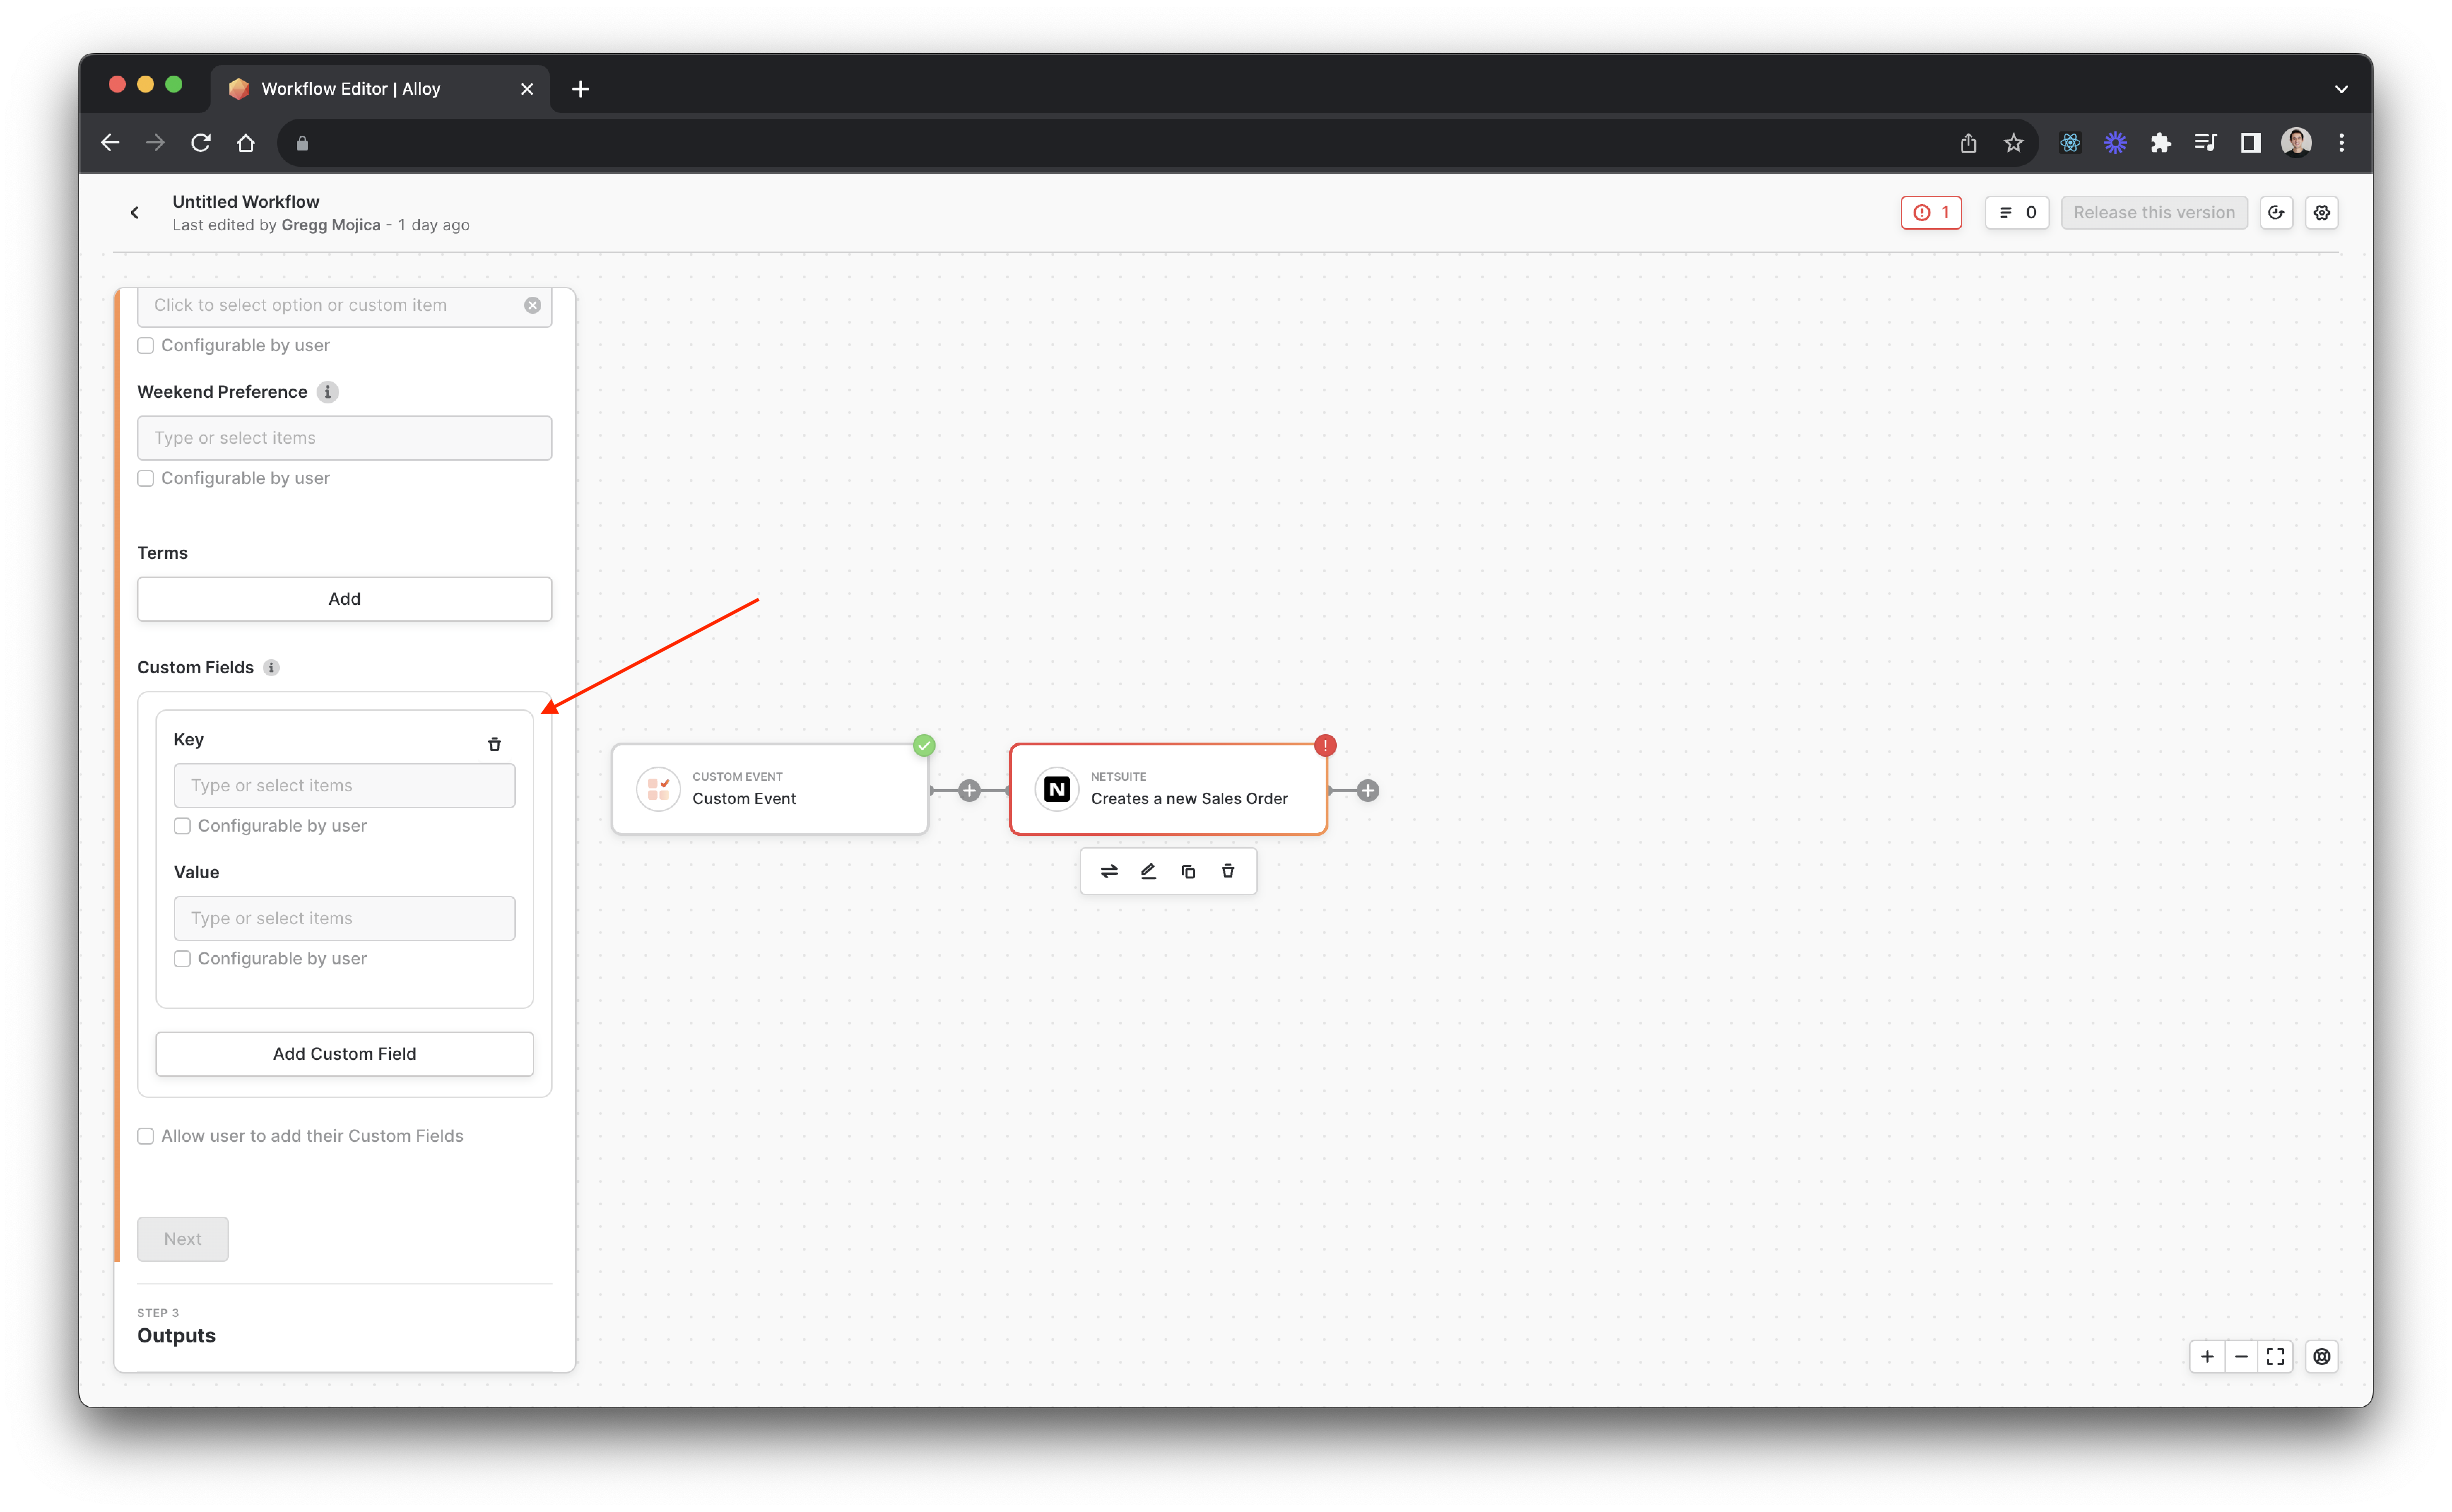 Workflow Editor | Alloy
Untitled Workflow
Last edited by Gregg Mojica - 1 day ago
1
0
Release this version
Click to select option or custom item
Configurable by user
Weekend Preference
Type or select items
Configurable by user
Terms
Add
Custom Fields
Key
Type or select items
Configurable by user
Value
Type or select items
Configurable by user
Add Custom Field
Allow user to add their Custom Fields
Next
STEP 3
Outputs
CUSTOM EVENT
Custom Event
N
NETSUITE
Creates a new Sales Order